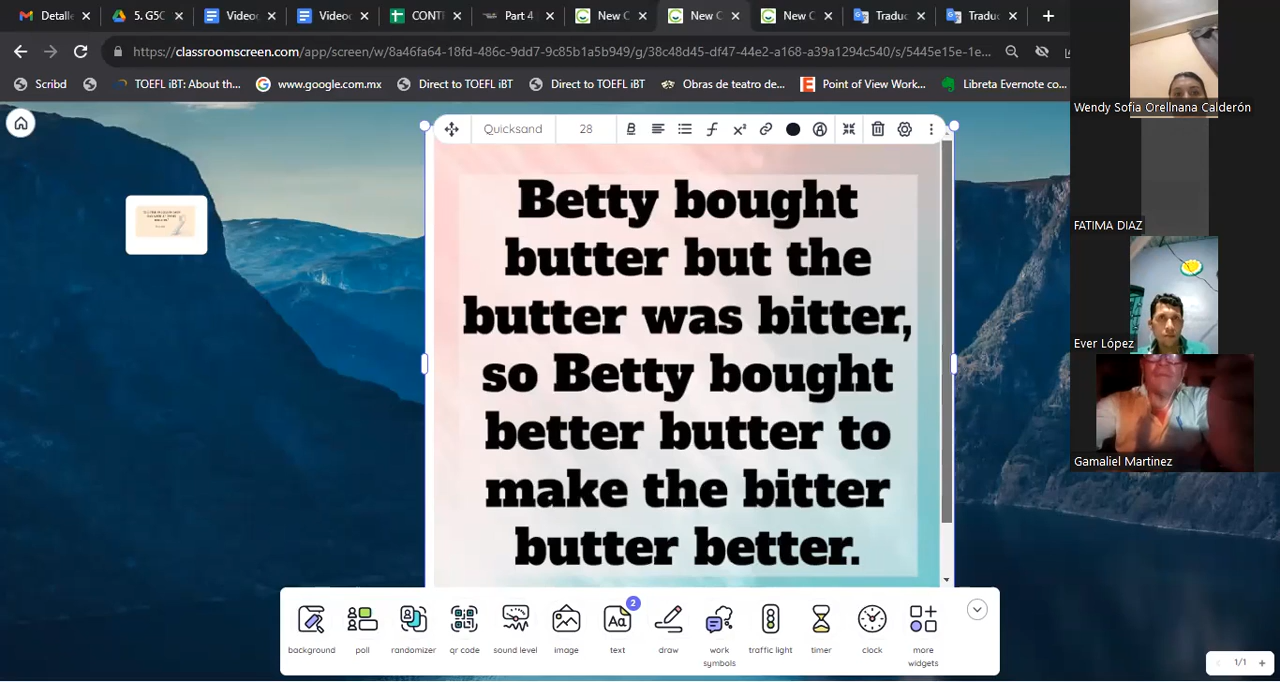 Detalle
5. G5C
Video
Video
CONT
Part 4
New C
New C
New C
Traduc
Traduc
https://classroomscreen.com/app/screen/w/8a46fa64-18fd-486c-9dd7-9c85b1a5b949/g/38c48d45-df47-44e2-a168-a39a1294c540/s/5445e15e-1e...
Scribd
TOEFL iBT: About th...
www.google.com.mx
Direct to TOEFL iBT
Direct to TOEFL iBT
Obras de teatro de...
Point of View Work...
Libreta Evernote co...
Quicksand
28
Betty bought
butter but the
butter was bitter,
so Betty bought
better butter to
make the bitter
butter better.
background
poll
randomizer
qr code
sound level
image
text
2
draw
work
symbols
traffic light
timer
clock
more
widgets
1/1
Wendy Sofia Orellnana Calderón
FATIMA DIAZ
Ever López
Gamaliel Martinez